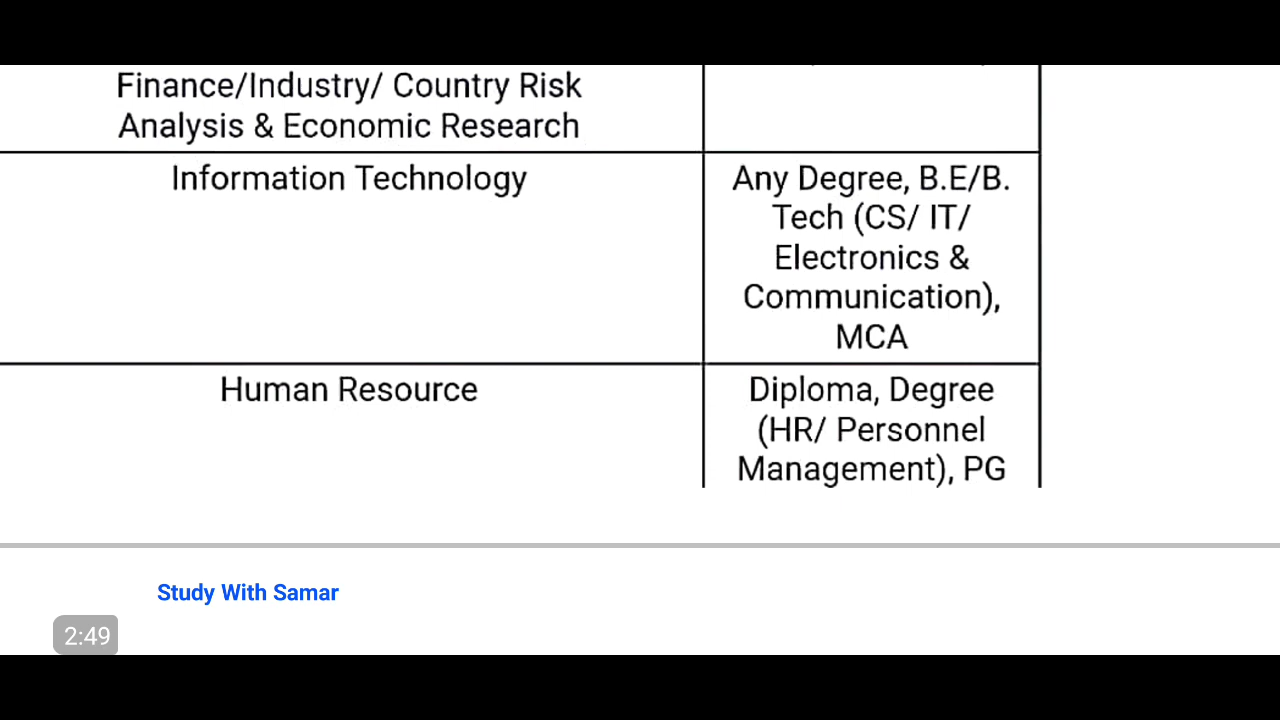 Finance/Industry/ Country Risk
Analysis & Economic Research
Information Technology
Any Degree, B.E/B.
Tech (CS/ IT/
Electronics &
Communication),
MCA
Human Resource
Diploma, Degree
(HR/ Personnel
Management), PG
Study With Samar
2:49